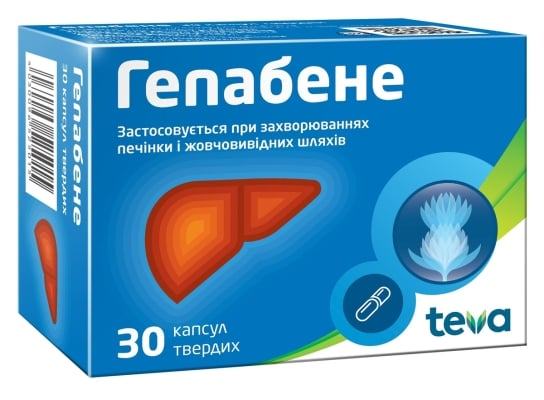 Гепабене
Застосовується при захворюваннях
печінки і жовчовивідних шляхів
30 капсул
твердих
teva
Гепабене
30 капсул твердих